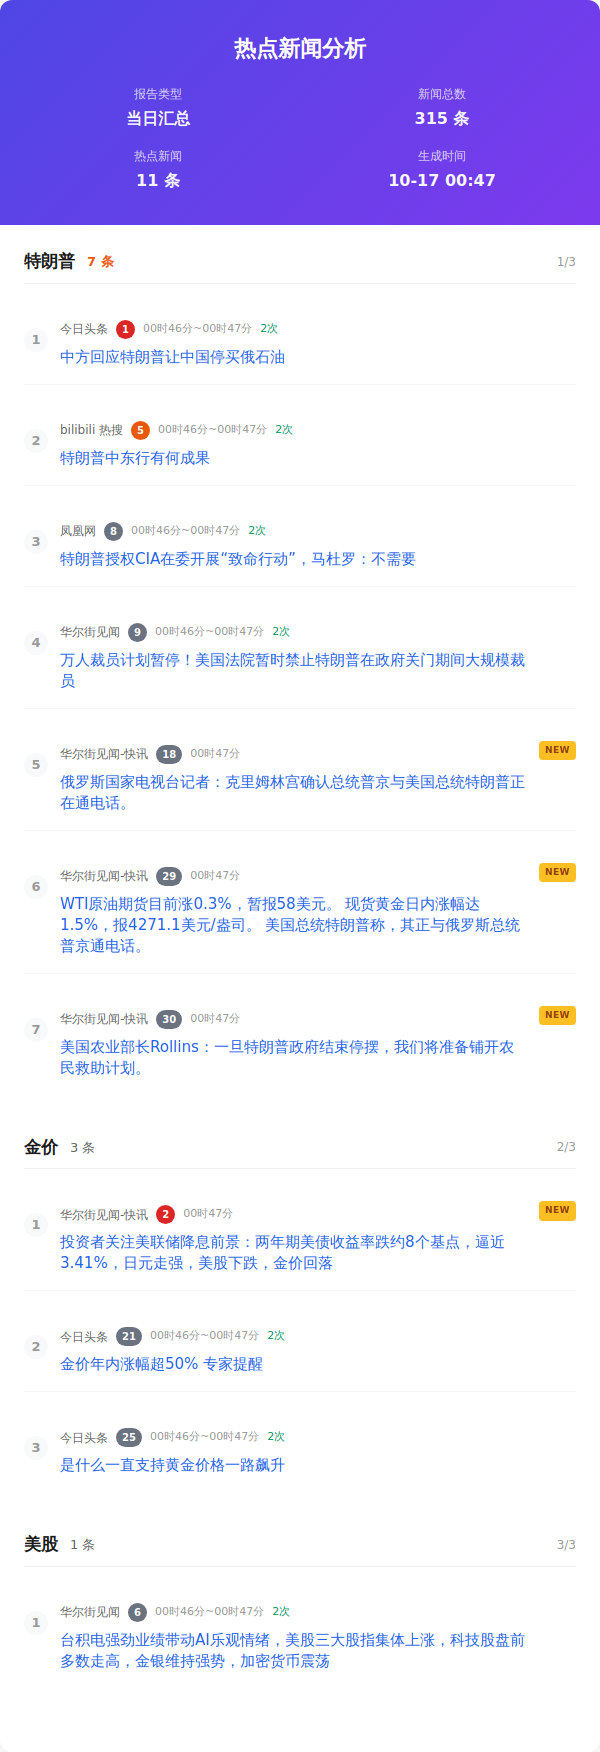 热点新闻分析
报告类型
新闻总数
当日汇总
315 条
热点新闻
生成时间
11 条
10-17 00:47
特朗普 7 条 1/3
1 今日头条 1 00时46分~00时47分 2次
中方回应特朗普让中国停买俄石油
2 bilibili 热搜 5 00时46分~00时47分 2次
特朗普中东行有何成果
3 凤凰网 8 00时46分~00时47分 2次
特朗普授权CIA在委开展“致命行动”，马杜罗：不需要
4 华尔街见闻 9 00时46分~00时47分 2次
万人裁员计划暂停！美国法院暂时禁止特朗普在政府关门期间大规模裁
员
5 华尔街见闻-快讯 18 00时47分 NEW
俄罗斯国家电视台记者：克里姆林宫确认总统普京与美国总统特朗普正
在通电话。
6 华尔街见闻-快讯 29 00时47分 NEW
WTI原油期货日前涨0.3%，暂报58美元。 现货黄金日内涨幅达
1.5%，报4271.1美元/盎司。 美国总统特朗普称，其正与俄罗斯总统
普京通电话。
7 华尔街见闻-快讯 30 00时47分 NEW
美国农业部长Rollins：一旦特朗普政府结束停摆，我们将准备铺开农
民救助计划。
金价 3 条 2/3
1 华尔街见闻-快讯 2 00时47分 NEW
投资者关注美联储降息前景：两年期美债收益率跌约8个基点，逼近
3.41%，日元走强，美股下跌，金价回落
2 今日头条 21 00时46分~00时47分 2次
金价年内涨幅超50% 专家提醒
3 今日头条 25 00时46分~00时47分 2次
是什么一直支持黄金价格一路飙升
美股 1 条 3/3
1 华尔街见闻 6 00时46分~00时47分 2次
台积电强劲业绩带动AI乐观情绪，美股三大股指集体上涨，科技股盘前
多数走高，金银维持强势，加密货币震荡